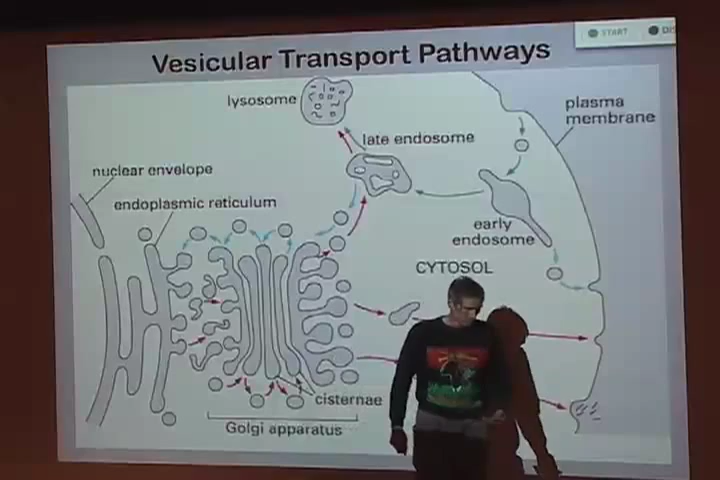 Vesicular Transport Pathways
START
lysosome
plasma
membrane
late endosome
nuclear envelope
endoplasmic reticulum
early
endosome
CYTOSOL
cisternae
Golgi apparatus